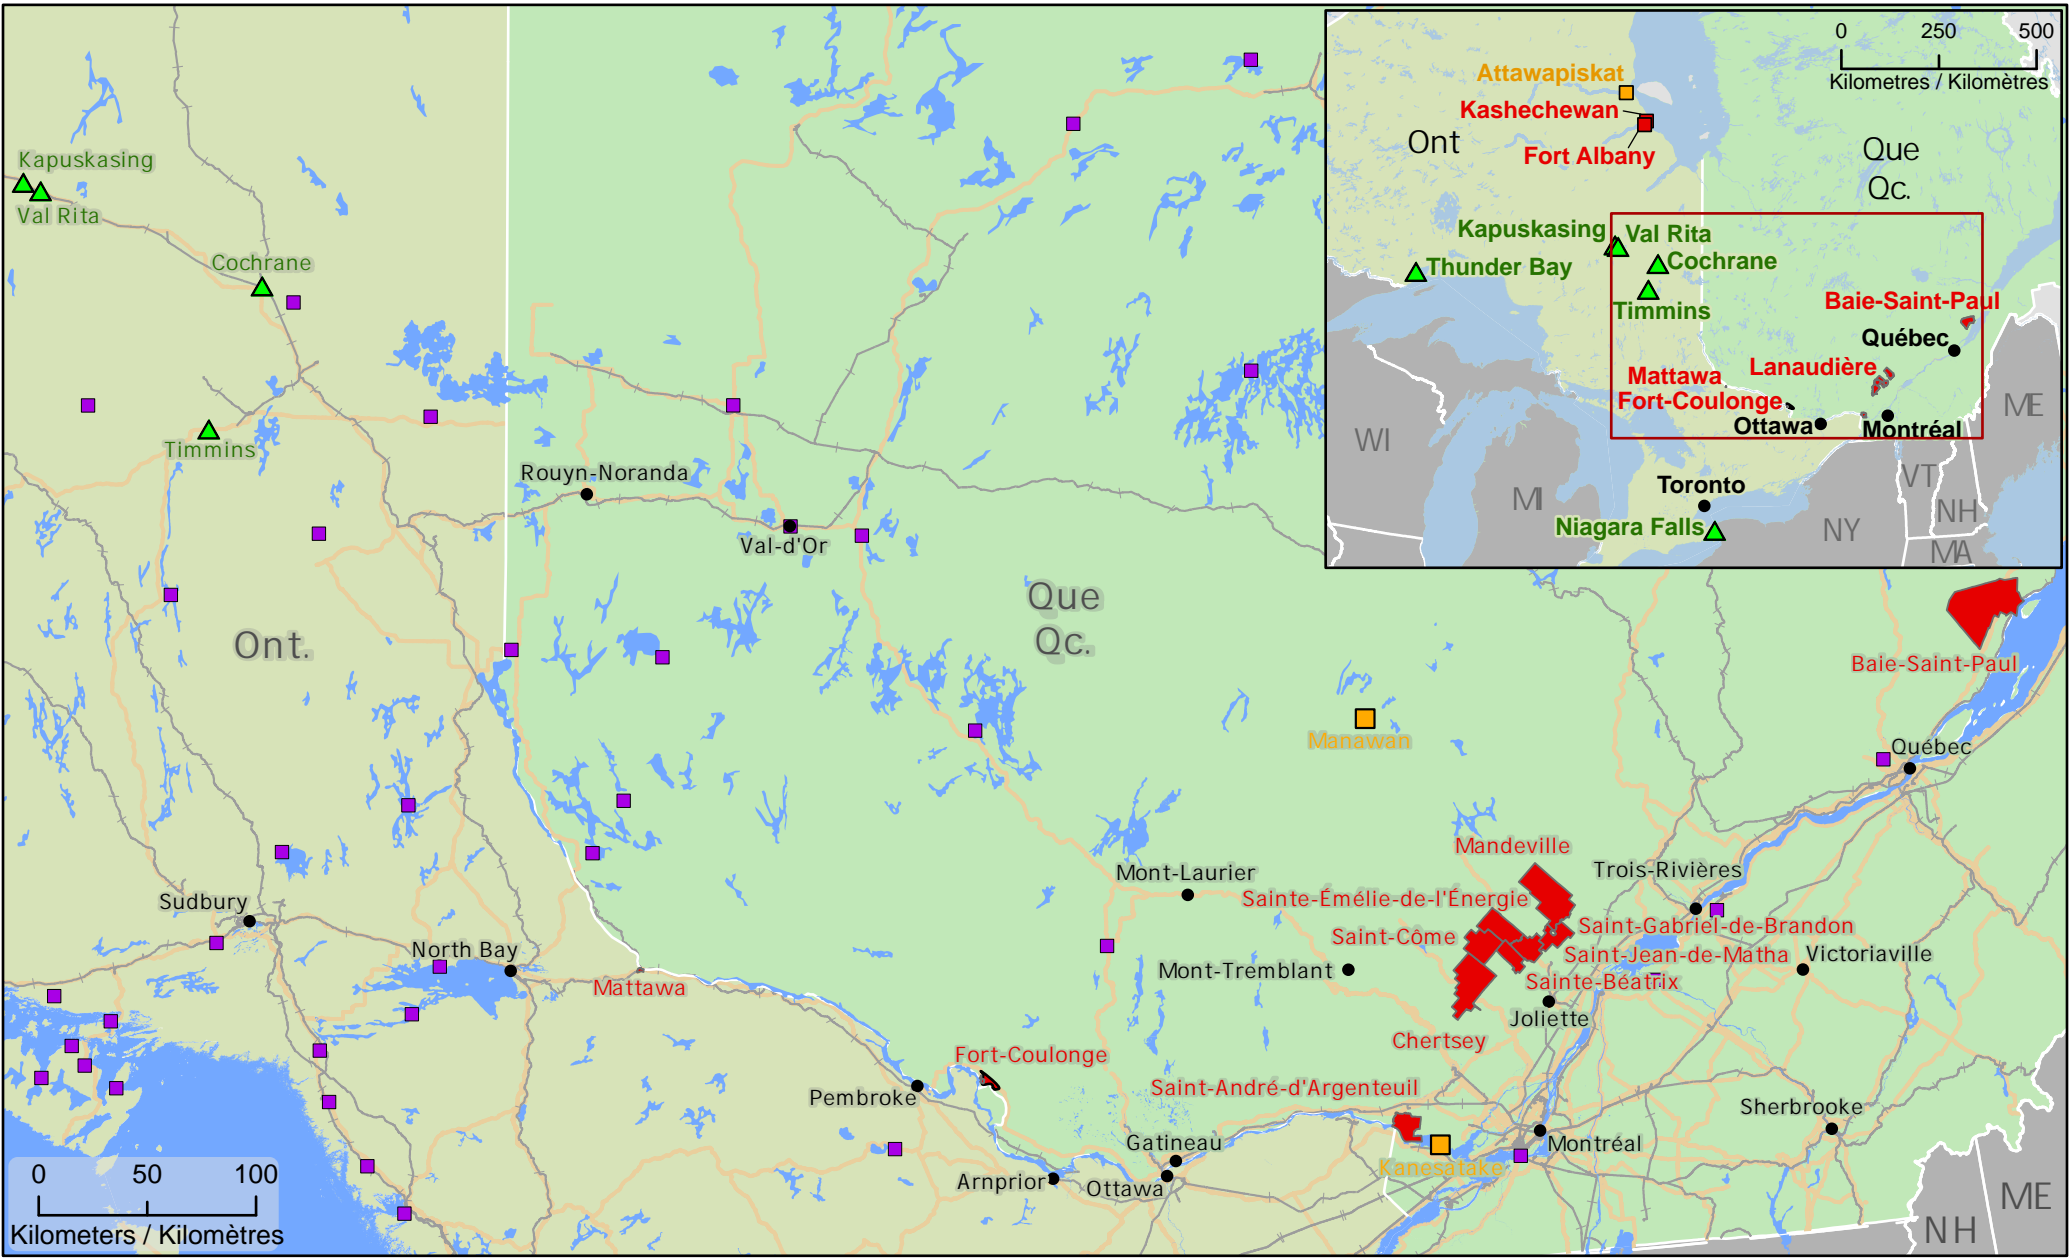 Kapuskasing
Val Rita
Cochrane
Timmins
Rouyn-Noranda
Val-d'Or
Ont.
Que
Qc.
Manawan
Baie-Saint-Paul
Québec
Mandeville
Trois-Rivières
Mont-Laurier
Sainte-Émélie-de-l'Énergie
Saint-Gabriel-de-Brandon
Saint-Côme
Saint-Jean-de-Matha
Victoriaville
Mont-Tremblant
Sainte-Béatrix
Joliette
Chertsey
Sudbury
North Bay
Mattawa
Fort-Coulonge
Pembroke
Saint-André-d'Argenteuil
Sherbrooke
Gatineau
Montréal
Kanesatake
Arnprior
Ottawa
NH
ME
0 50 100
Kilometers / Kilomètres
0 250 500
Kilometres / Kilomètres
Attawapiskat
Kashechewan
Fort Albany
Ont
Que
Qc.
Kapuskasing
Val Rita
Thunder Bay
Cochrane
Timmins
Baie-Saint-Paul
Québec
Lanaudière
Mattawa
Fort-Coulonge
Ottawa
Montréal
ME
WI
MI
VT
NH
Toronto
Niagara Falls
NY
MA